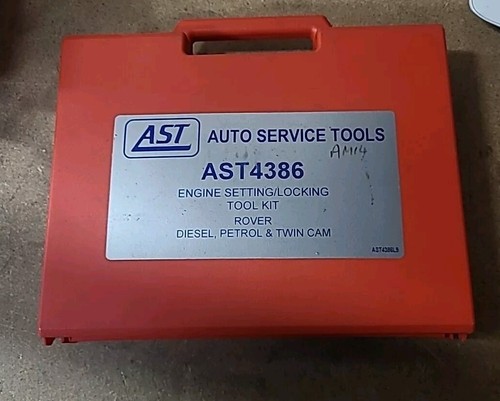 AST
AUTO SERVICE TOOLS
AM14
AST4386
ENGINE SETTING/LOCKING
TOOL KIT
ROVER
DIESEL, PETROL & TWIN CAM
AST4386LS